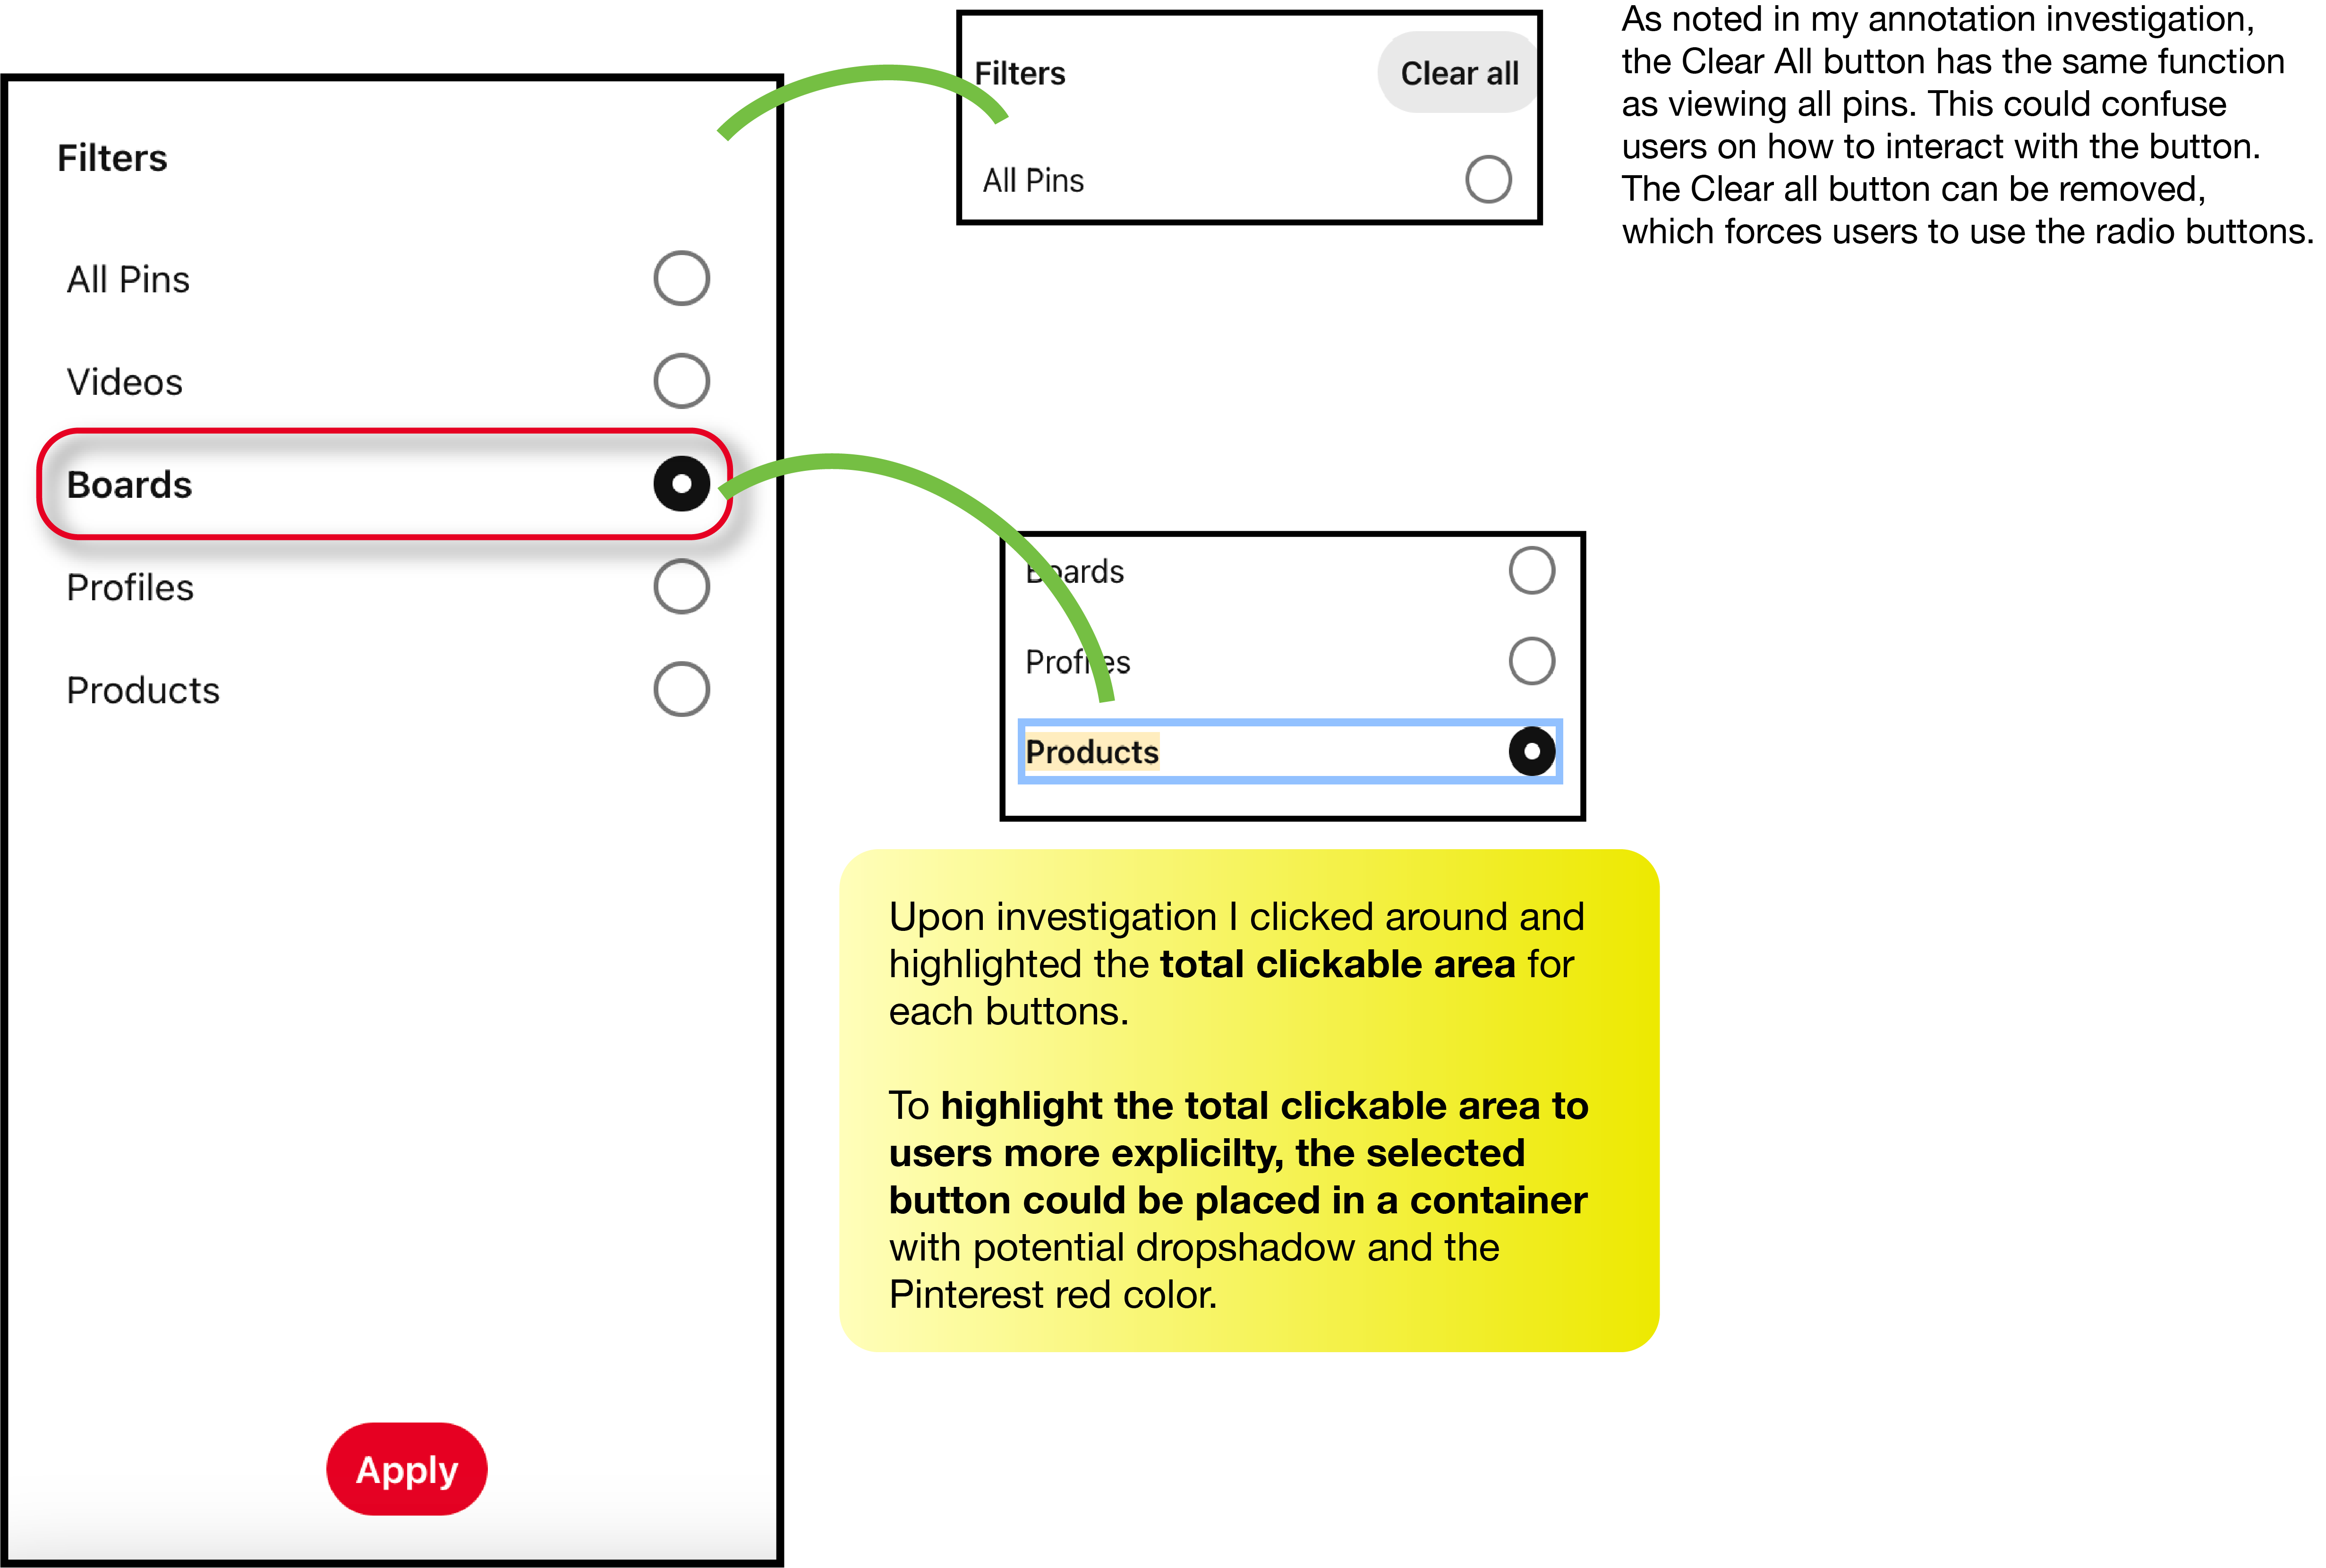 Filters
All Pins
Videos
Boards
Profiles
Products
Apply
Filters
Clear all
All Pins
As noted in my annotation investigation,
the Clear All button has the same function
as viewing all pins. This could confuse
users on how to interact with the button.
The Clear all button can be removed,
which forces users to use the radio buttons.
Boards
Profiles
Products
Upon investigation I clicked around and
highlighted the total clickable area for
each buttons.
To highlight the total clickable area to
users more explicilty, the selected
button could be placed in a container
with potential dropshadow and the
Pinterest red color.